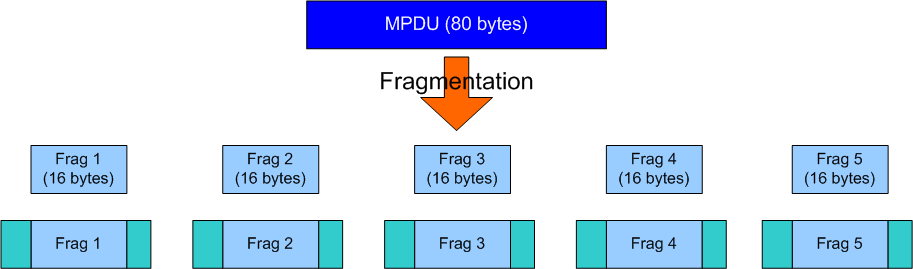 MPDU (80 bytes)
Fragmentation
Frag 1
(16 bytes)
Frag 2
(16 bytes)
Frag 3
(16 bytes)
Frag 4
(16 bytes)
Frag 5
(16 bytes)
Frag 1
Frag 2
Frag 3
Frag 4
Frag 5